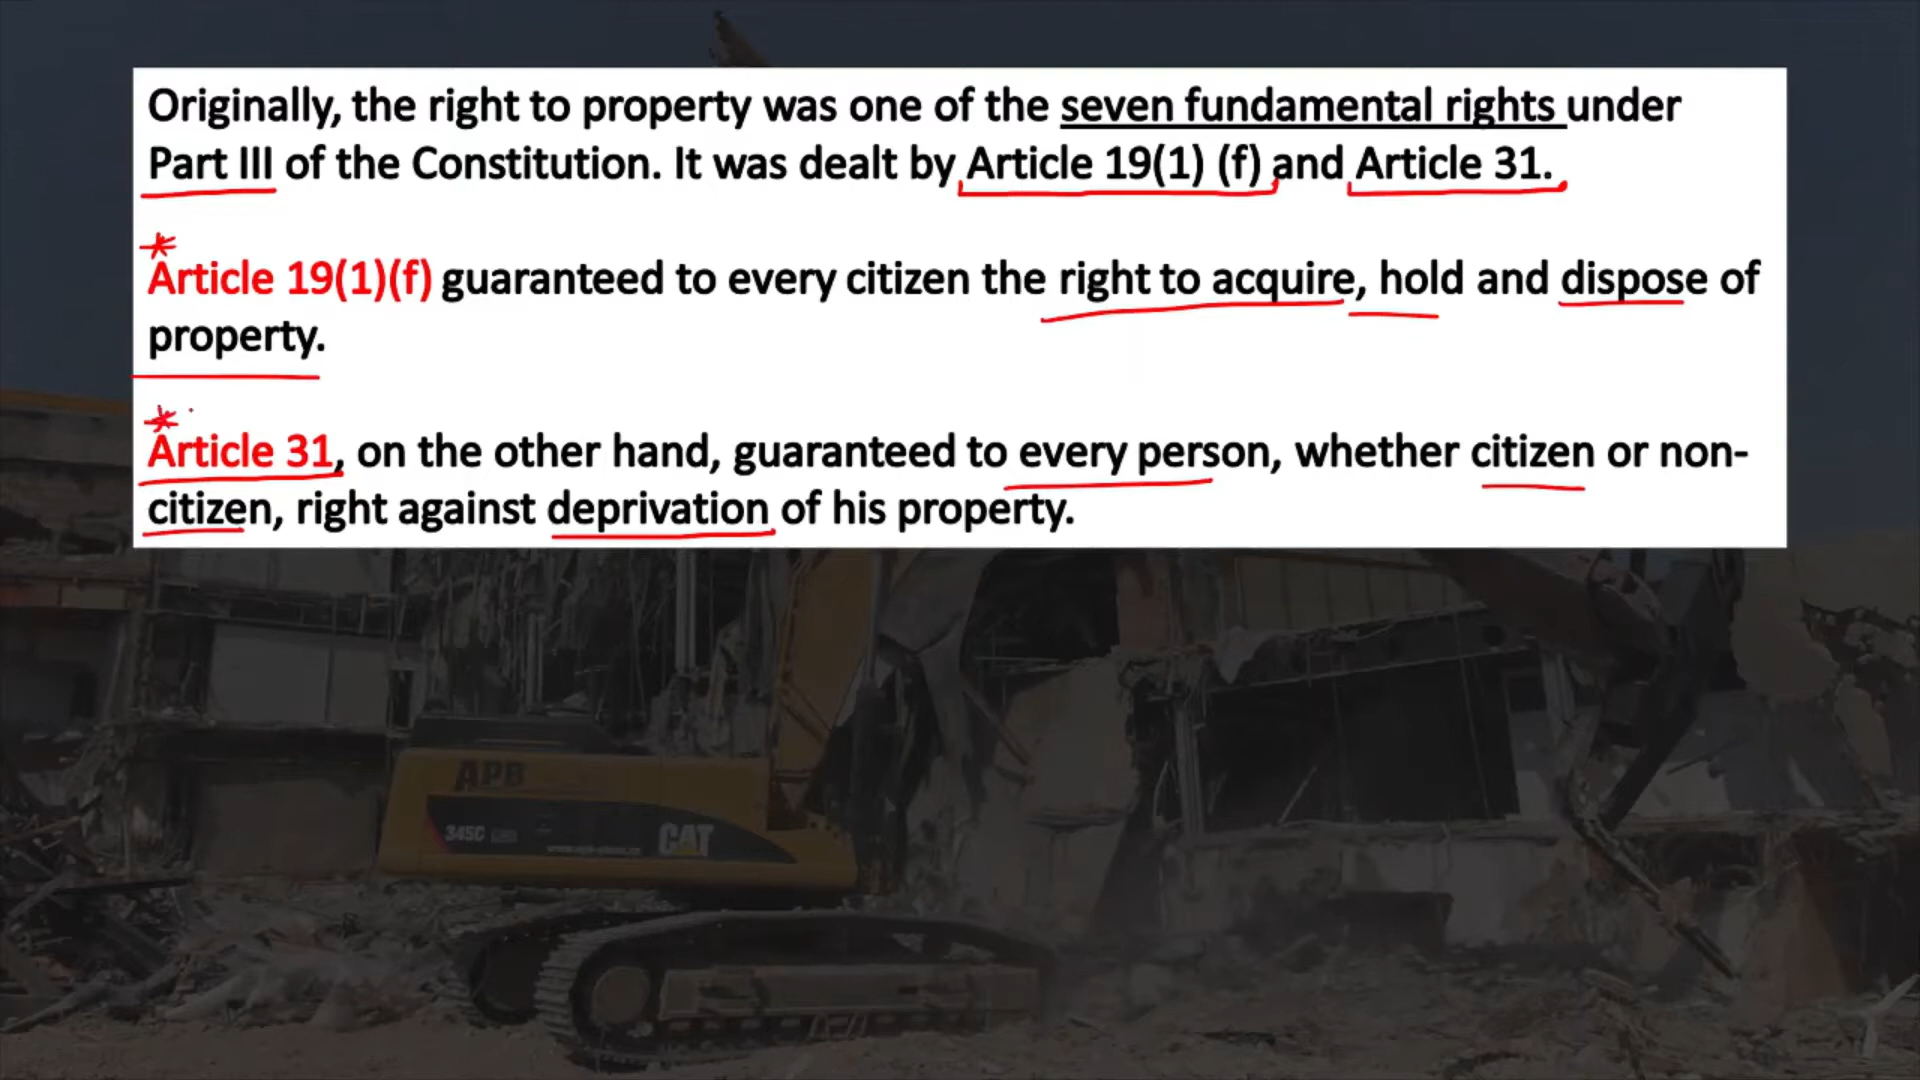 Originally, the right to property was one of the seven fundamental rights under
Part III of the Constitution. It was dealt by Article 19(1) (f) and Article 31.
Article 19(1)(f) guaranteed to every citizen the right to acquire, hold and dispose of
property.
Article 31, on the other hand, guaranteed to every person, whether citizen or non-
citizen, right against deprivation of his property.
APB
345C
CAT